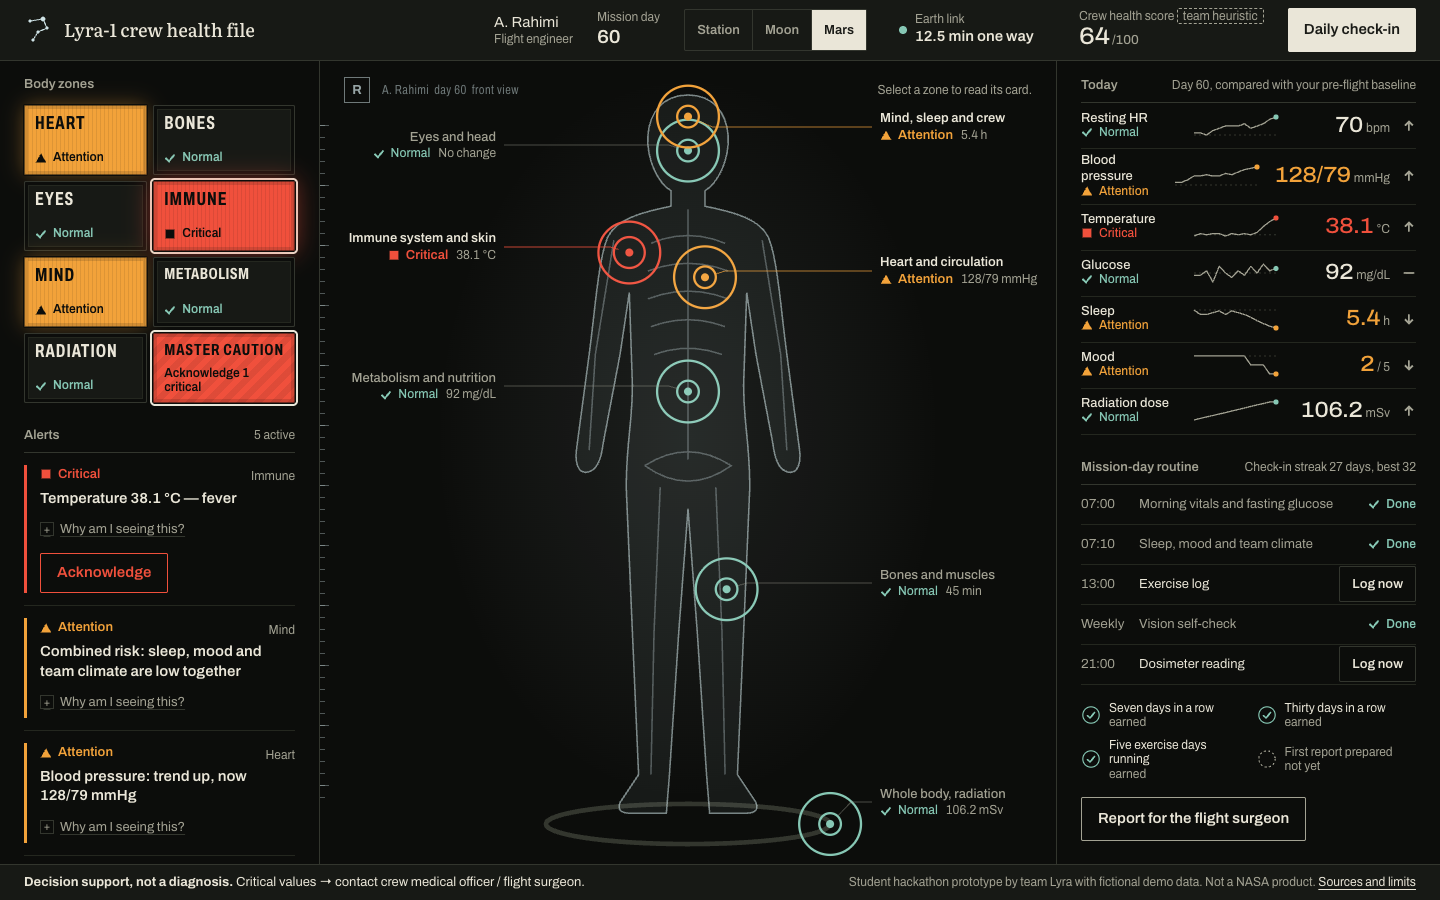 Lyra-1 crew health file
A. Rahimi
Flight engineer
Mission day
60
Station
Moon
Mars
Earth link
12.5 min one way
Crew health score team heuristic
64 /100
Daily check-in
Body zones
HEART
Attention
BONES
Normal
EYES
Normal
IMMUNE
Critical
MIND
Attention
METABOLISM
Normal
RADIATION
Normal
MASTER CAUTION
Acknowledge 1
critical
Alerts
5 active
Critical
Immune
Temperature 38.1 °C — fever
+ Why am I seeing this?
Acknowledge
Attention
Mind
Combined risk: sleep, mood and
team climate are low together
+ Why am I seeing this?
Attention
Heart
Blood pressure: trend up, now
128/79 mmHg
+ Why am I seeing this?
R
A. Rahimi day 60 front view
Select a zone to read its card.
Eyes and head
Normal No change
Mind, sleep and crew
Attention 5.4 h
Immune system and skin
Critical 38.1 °C
Heart and circulation
Attention 128/79 mmHg
Metabolism and nutrition
Normal 92 mg/dL
Bones and muscles
Normal 45 min
Whole body, radiation
Normal 106.2 mSv
Today
Day 60, compared with your pre-flight baseline
Resting HR
Normal
70 bpm
Blood
pressure
Attention
128/79 mmHg
Temperature
Critical
38.1 °C
Glucose
Normal
92 mg/dL
Sleep
Attention
5.4 h
Mood
Attention
2 / 5
Radiation dose
Normal
106.2 mSv
Mission-day routine
Check-in streak 27 days, best 32
07:00 Morning vitals and fasting glucose Done
07:10 Sleep, mood and team climate Done
13:00 Exercise log Log now
Weekly Vision self-check Done
21:00 Dosimeter reading Log now
Seven days in a row
earned
Thirty days in a row
earned
Five exercise days
running
earned
First report prepared
not yet
Report for the flight surgeon
Decision support, not a diagnosis. Critical values → contact crew medical officer / flight surgeon.
Student hackathon prototype by team Lyra with fictional demo data. Not a NASA product. Sources and limits